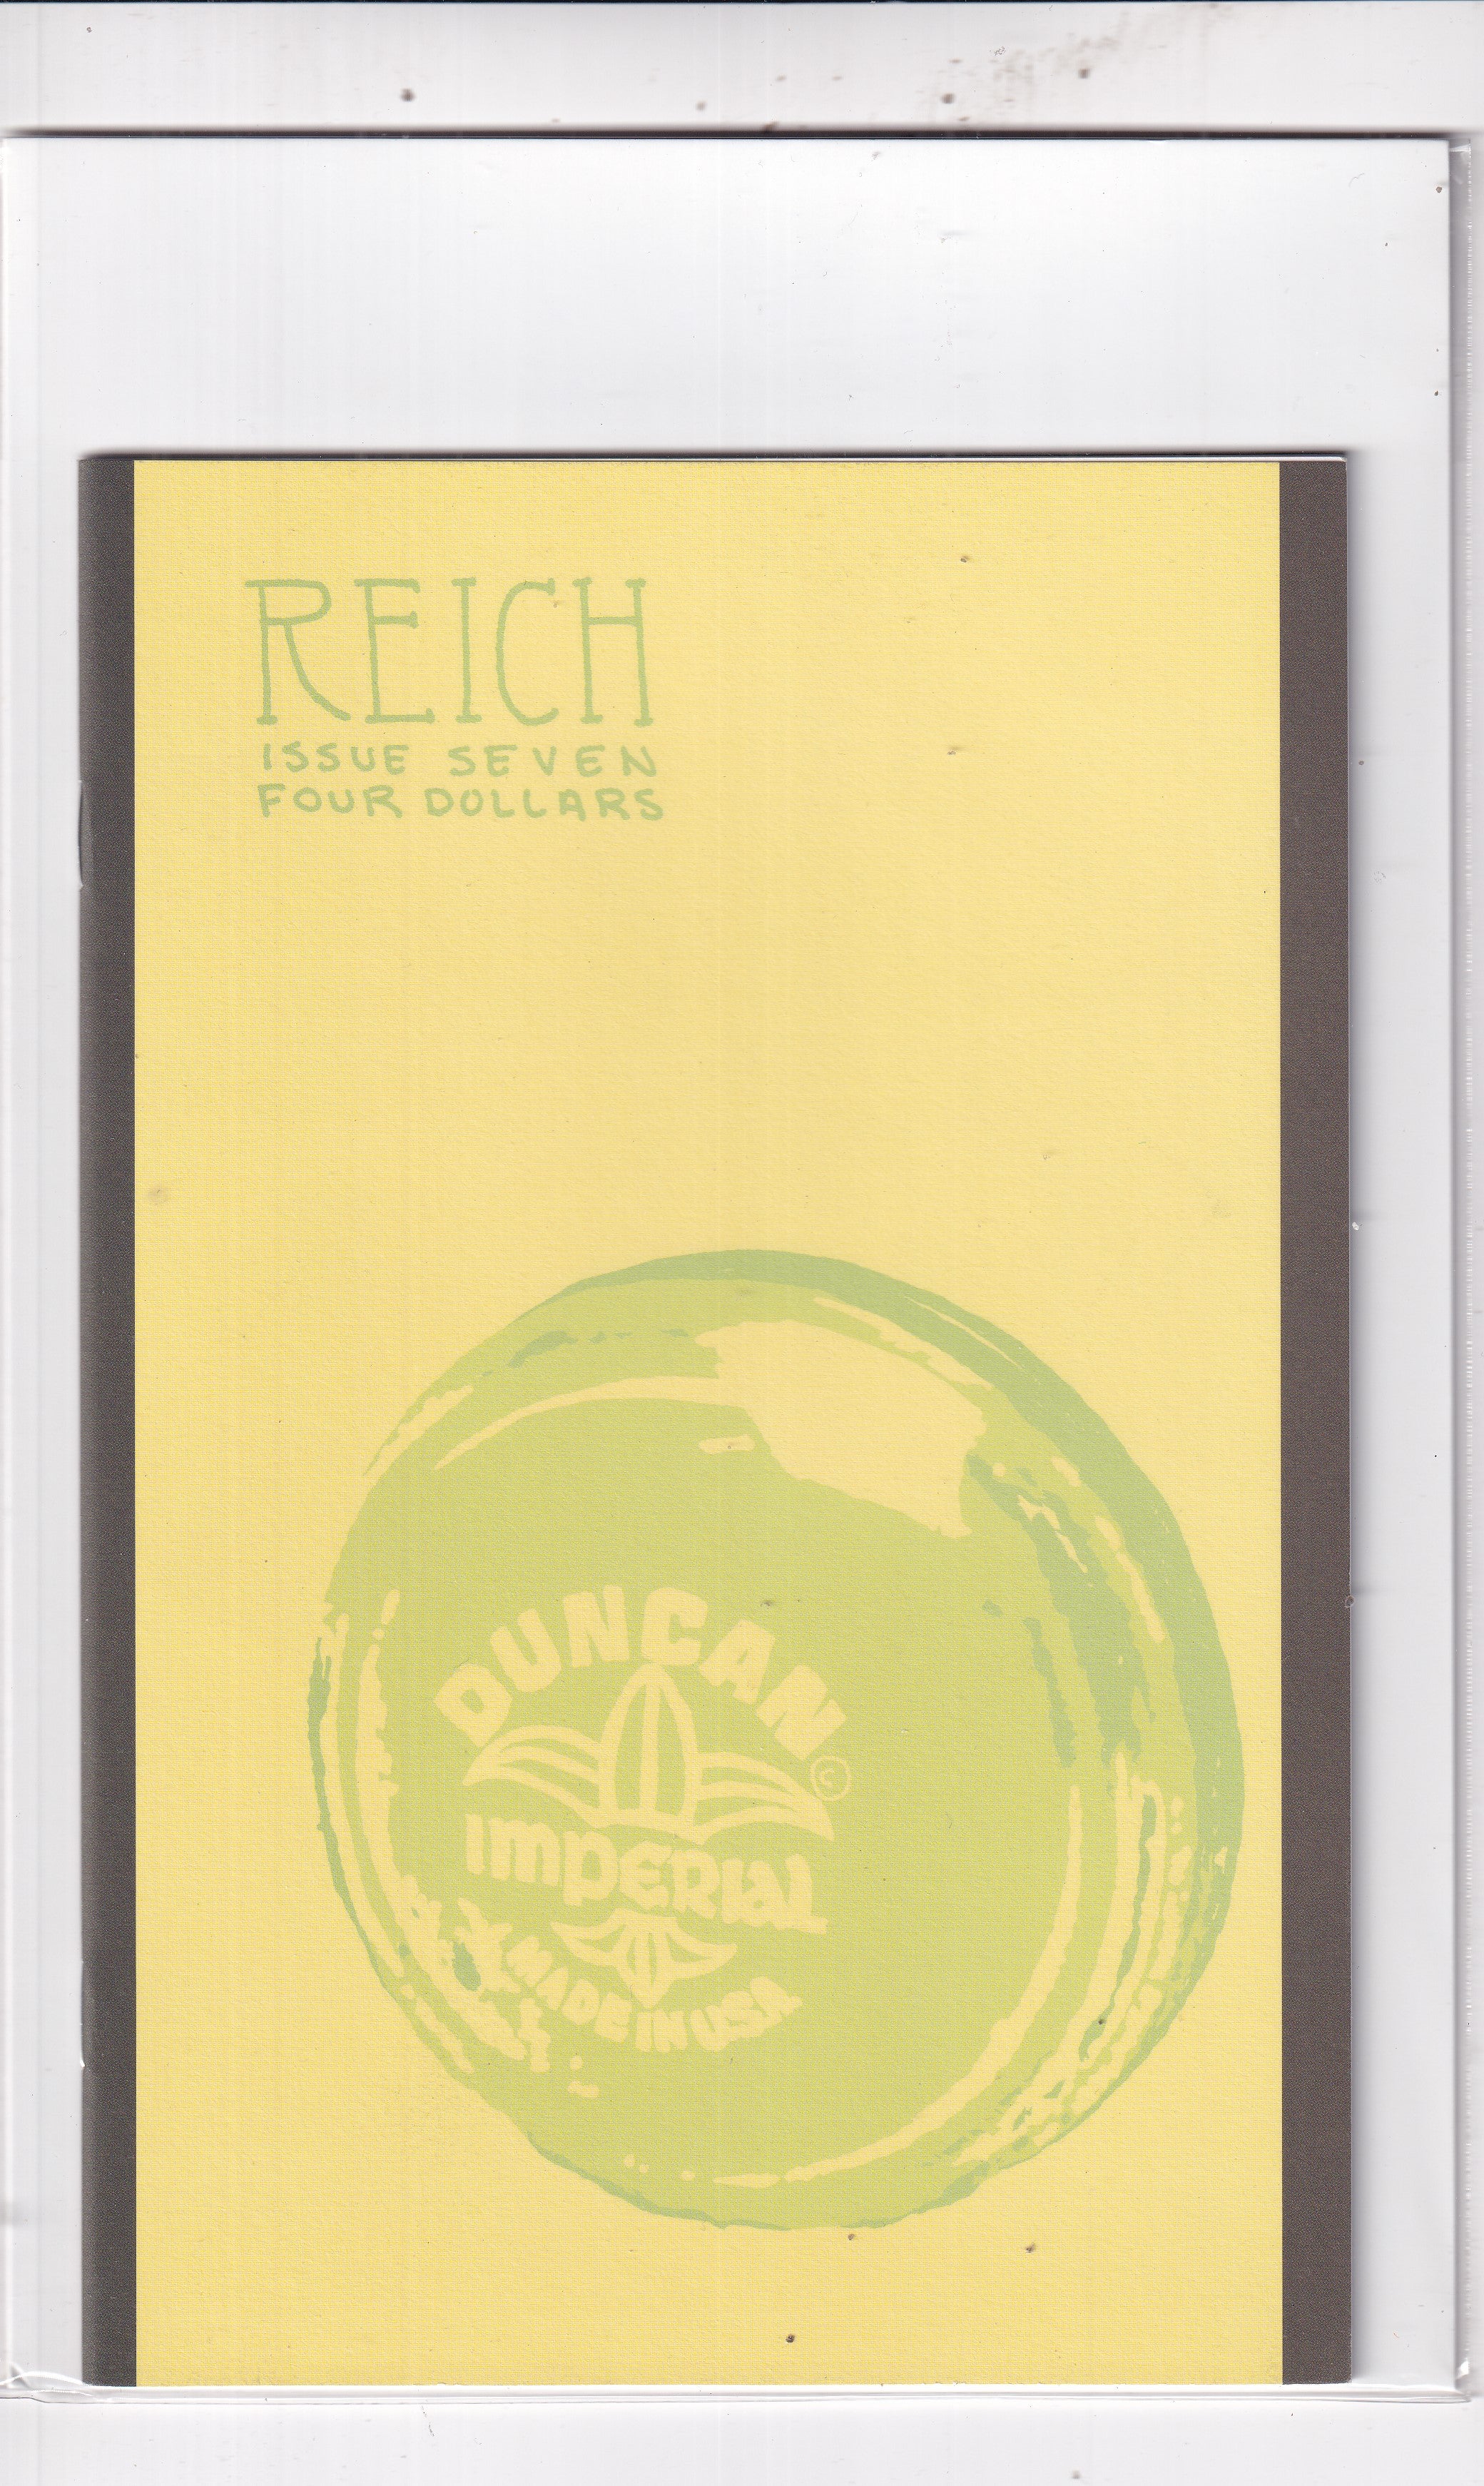 REICH
ISSUE SEVEN
FOUR DOLLARS
DUNCAN
©
IMPERIAL
MADE IN USA